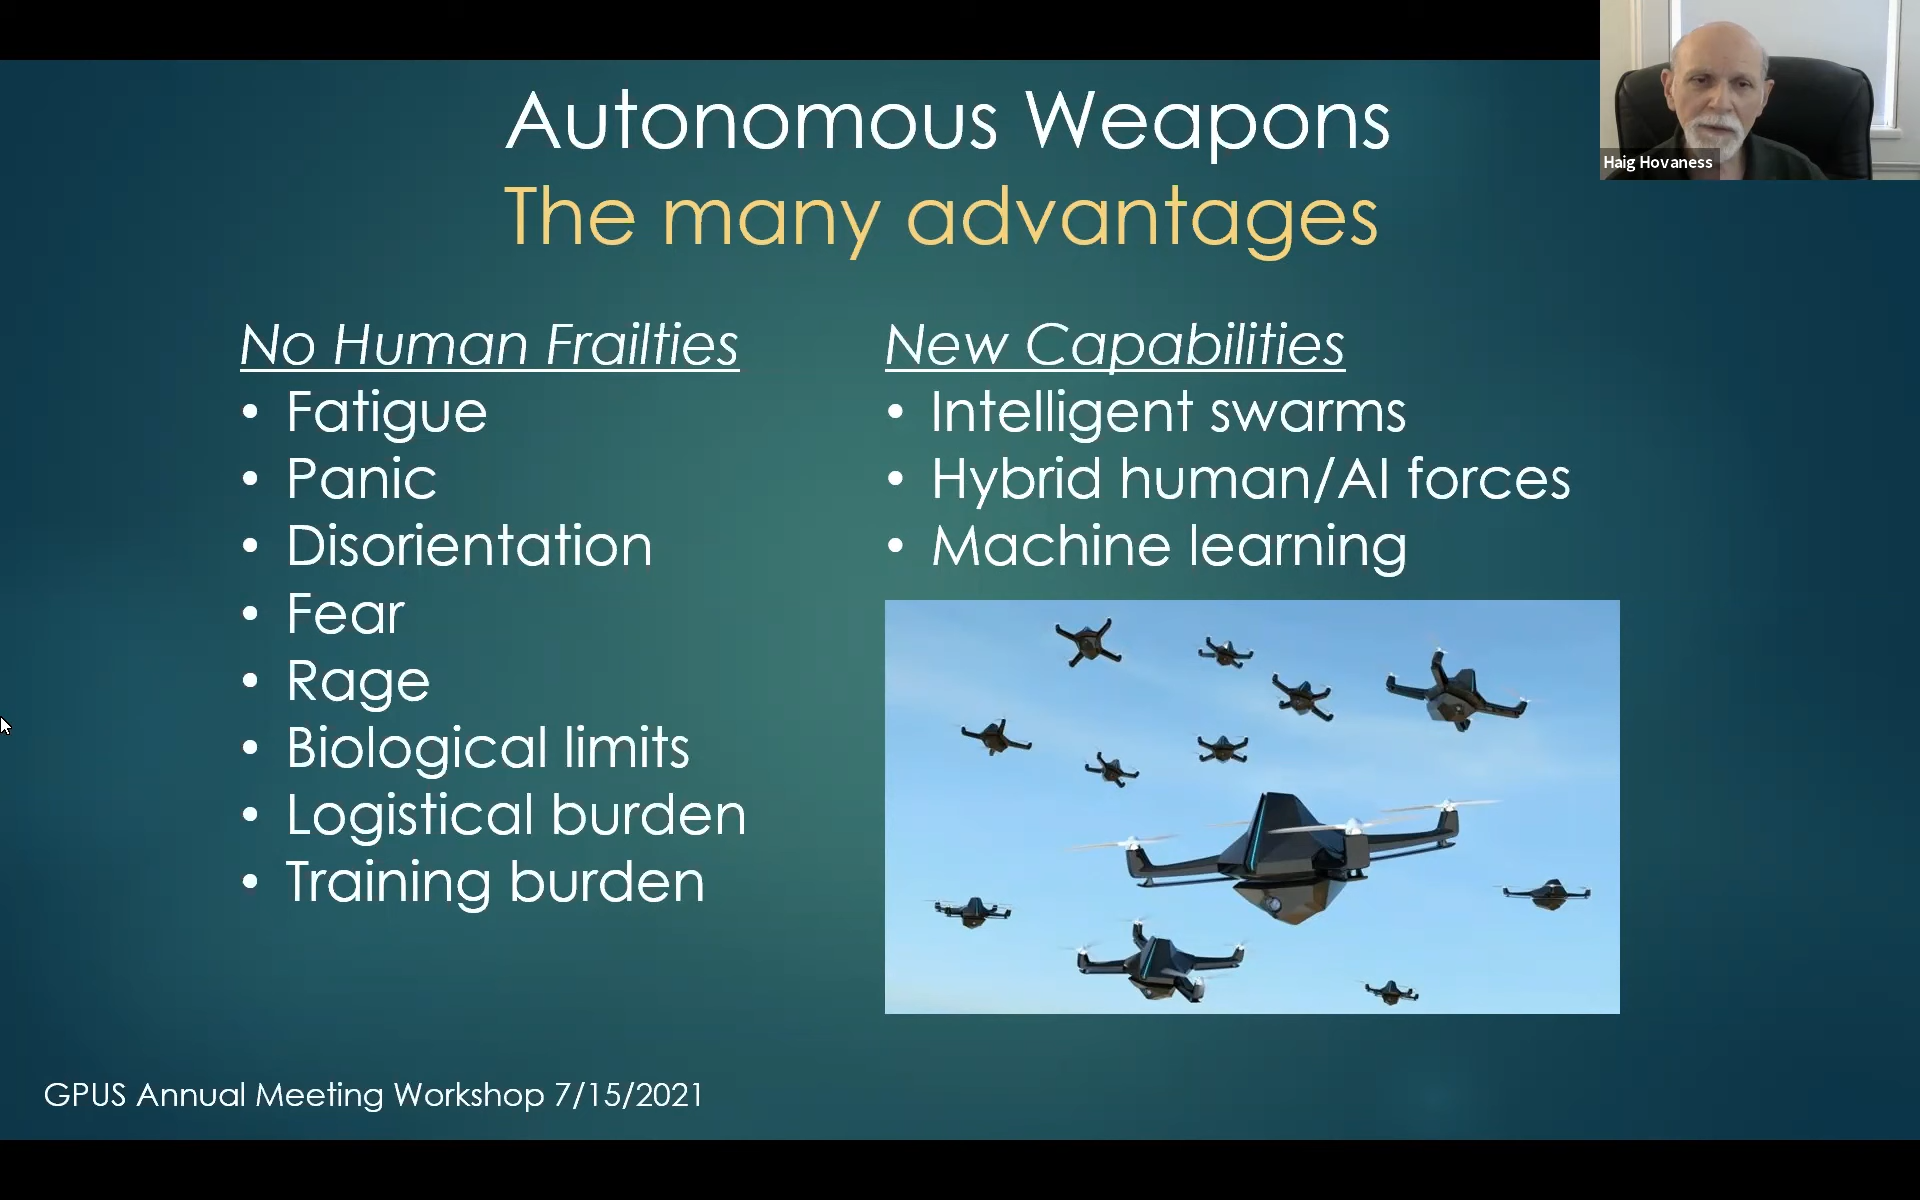 Autonomous Weapons
The many advantages
Haig Hovaness
No Human Frailties
• Fatigue
• Panic
• Disorientation
• Fear
• Rage
• Biological limits
• Logistical burden
• Training burden
New Capabilities
• Intelligent swarms
• Hybrid human/AI forces
• Machine learning
GPUS Annual Meeting Workshop 7/15/2021